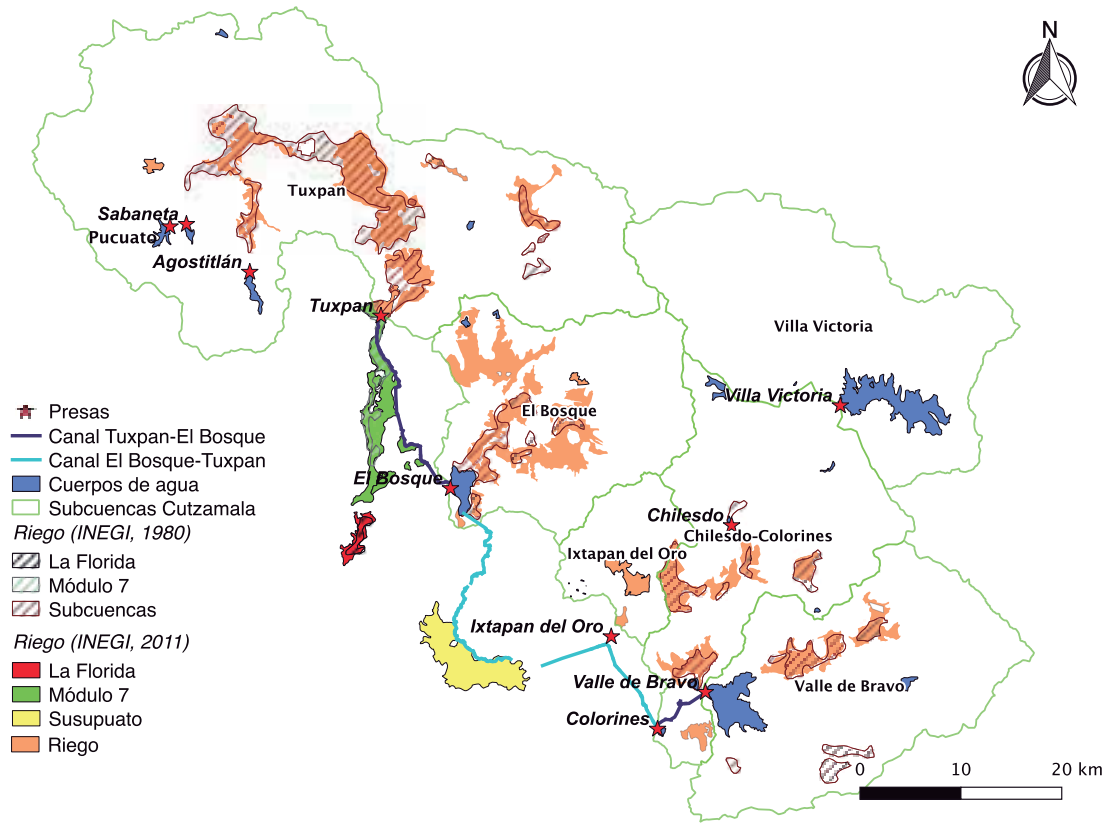 N
Tuxpan
Sabaneta
Pucuato
Agostitlán
Tuxpan
Villa Victoria
Villa Victoria
El Bosque
El Bosque
Chilesdo
Chilesdo-Colorines
Ixtapan del Oro
Ixtapan del Oro
Valle de Bravo
Valle de Bravo
Colorines
Presas
Canal Tuxpan-El Bosque
Canal El Bosque-Tuxpan
Cuerpos de agua
Subcuencas Cutzamala
Riego (INEGI, 1980)
La Florida
Módulo 7
Subcuencas
Riego (INEGI, 2011)
La Florida
Módulo 7
Susupuato
Riego
0 10 20 km